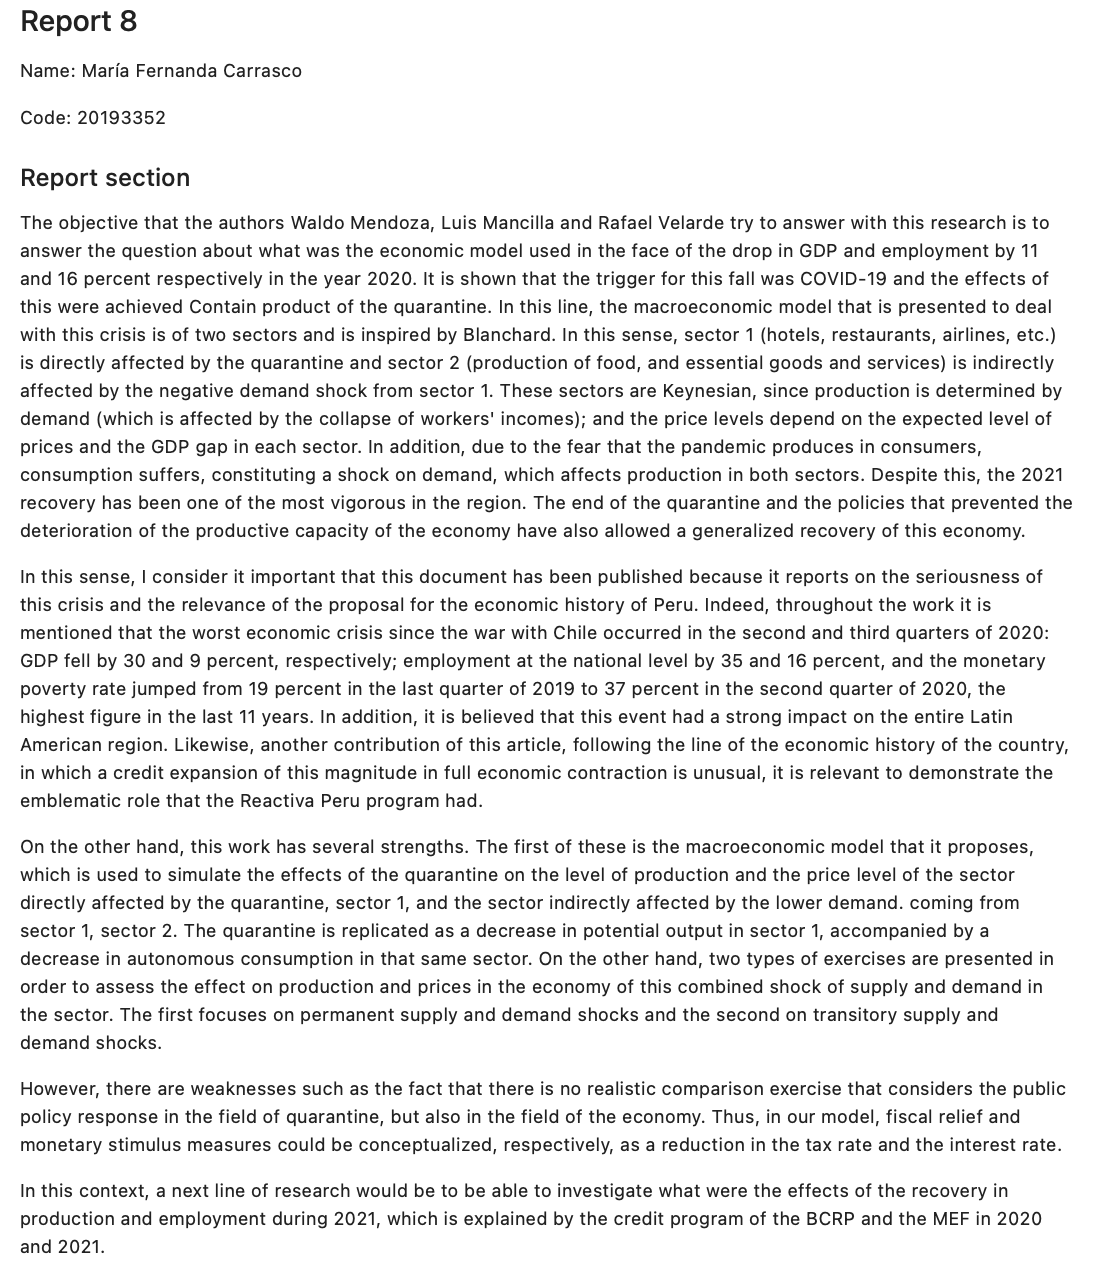 Report 8
Name: María Fernanda Carrasco
Code: 20193352
Report section
The objective that the authors Waldo Mendoza, Luis Mancilla and Rafael Velarde try to answer with this research is to
answer the question about what was the economic model used in the face of the drop in GDP and employment by 11
and 16 percent respectively in the year 2020. It is shown that the trigger for this fall was COVID-19 and the effects of
this were achieved Contain product of the quarantine. In this line, the macroeconomic model that is presented to deal
with this crisis is of two sectors and is inspired by Blanchard. In this sense, sector 1 (hotels, restaurants, airlines, etc.)
is directly affected by the quarantine and sector 2 (production of food, and essential goods and services) is indirectly
affected by the negative demand shock from sector 1. These sectors are Keynesian, since production is determined by
demand (which is affected by the collapse of workers' incomes); and the price levels depend on the expected level of
prices and the GDP gap in each sector. In addition, due to the fear that the pandemic produces in consumers,
consumption suffers, constituting a shock on demand, which affects production in both sectors. Despite this, the 2021
recovery has been one of the most vigorous in the region. The end of the quarantine and the policies that prevented the
deterioration of the productive capacity of the economy have also allowed a generalized recovery of this economy.
In this sense, I consider it important that this document has been published because it reports on the seriousness of
this crisis and the relevance of the proposal for the economic history of Peru. Indeed, throughout the work it is
mentioned that the worst economic crisis since the war with Chile occurred in the second and third quarters of 2020:
GDP fell by 30 and 9 percent, respectively; employment at the national level by 35 and 16 percent, and the monetary
poverty rate jumped from 19 percent in the last quarter of 2019 to 37 percent in the second quarter of 2020, the
highest figure in the last 11 years. In addition, it is believed that this event had a strong impact on the entire Latin
American region. Likewise, another contribution of this article, following the line of the economic history of the country,
in which a credit expansion of this magnitude in full economic contraction is unusual, it is relevant to demonstrate the
emblematic role that the Reactiva Peru program had.
On the other hand, this work has several strengths. The first of these is the macroeconomic model that it proposes,
which is used to simulate the effects of the quarantine on the level of production and the price level of the sector
directly affected by the quarantine, sector 1, and the sector indirectly affected by the lower demand. coming from
sector 1, sector 2. The quarantine is replicated as a decrease in potential output in sector 1, accompanied by a
decrease in autonomous consumption in that same sector. On the other hand, two types of exercises are presented in
order to assess the effect on production and prices in the economy of this combined shock of supply and demand in
the sector. The first focuses on permanent supply and demand shocks and the second on transitory supply and
demand shocks.
However, there are weaknesses such as the fact that there is no realistic comparison exercise that considers the public
policy response in the field of quarantine, but also in the field of the economy. Thus, in our model, fiscal relief and
monetary stimulus measures could be conceptualized, respectively, as a reduction in the tax rate and the interest rate.
In this context, a next line of research would be to be able to investigate what were the effects of the recovery in
production and employment during 2021, which is explained by the credit program of the BCRP and the MEF in 2020
and 2021.